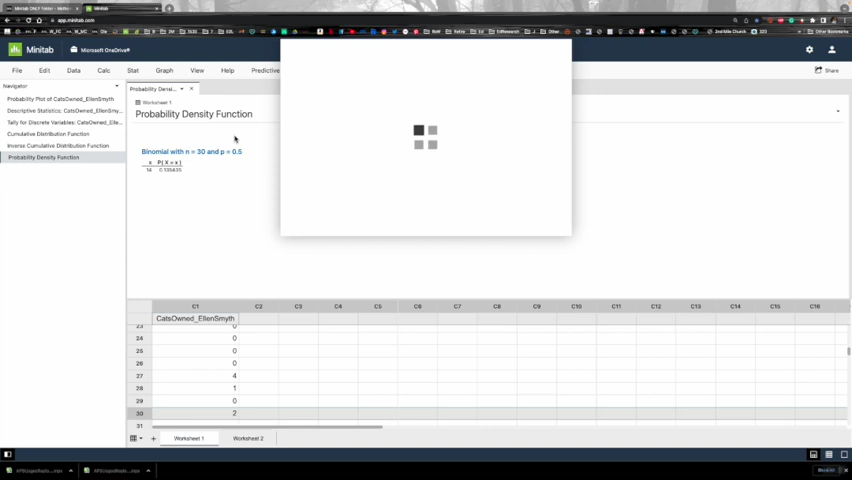 app.minitab.com
Minitab
Microsoft OneDrive®
File Edit Data Calc Stat Graph View Help Predictive
Share
Navigator
Probability Plot of CatsOwned_EllenSmyth
Descriptive Statistics: CatsOwned_EllenSmy...
Tally for Discrete Variables: CatsOwned_Elle...
Cumulative Distribution Function
Inverse Cumulative Distribution Function
Probability Density Function
Probability Densi...
Worksheet 1
Probability Density Function
Binomial with n = 30 and p = 0.5
x P( X = x )
14 0.135435
C1 C2 C3 C4 C5 C6 C7 C8 C9 C10 C11 C12 C13 C14 C15 C16
CatsOwned_EllenSmyth
23 0
24 0
25 0
26 0
27 4
28 1
29 0
30 2
31
Worksheet 1 Worksheet 2